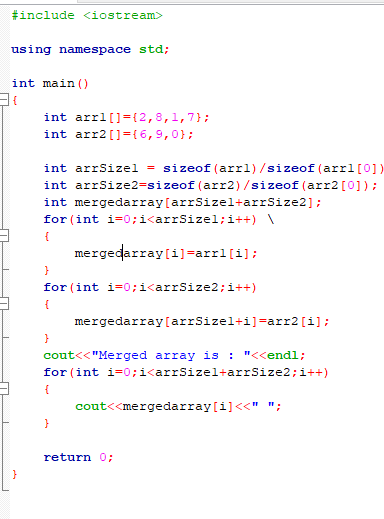 #include <iostream>
using namespace std;
int main()
{
int arr1[]={2,8,1,7};
int arr2[]={6,9,0};
int arrSize1 = sizeof(arr1)/sizeof(arr1[0])
int arrSize2=sizeof(arr2)/sizeof(arr2[0]);
int mergedarray[arrSize1+arrSize2];
for(int i=0;i<arrSize1;i++) \
{
mergedarray[i]=arr1[i];
}
for(int i=0;i<arrSize2;i++)
{
mergedarray[arrSize1+i]=arr2[i];
}
cout<<"Merged array is : "<<endl;
for(int i=0;i<arrSize1+arrSize2;i++)
{
cout<<mergedarray[i]<<" ";
}
return 0;
}